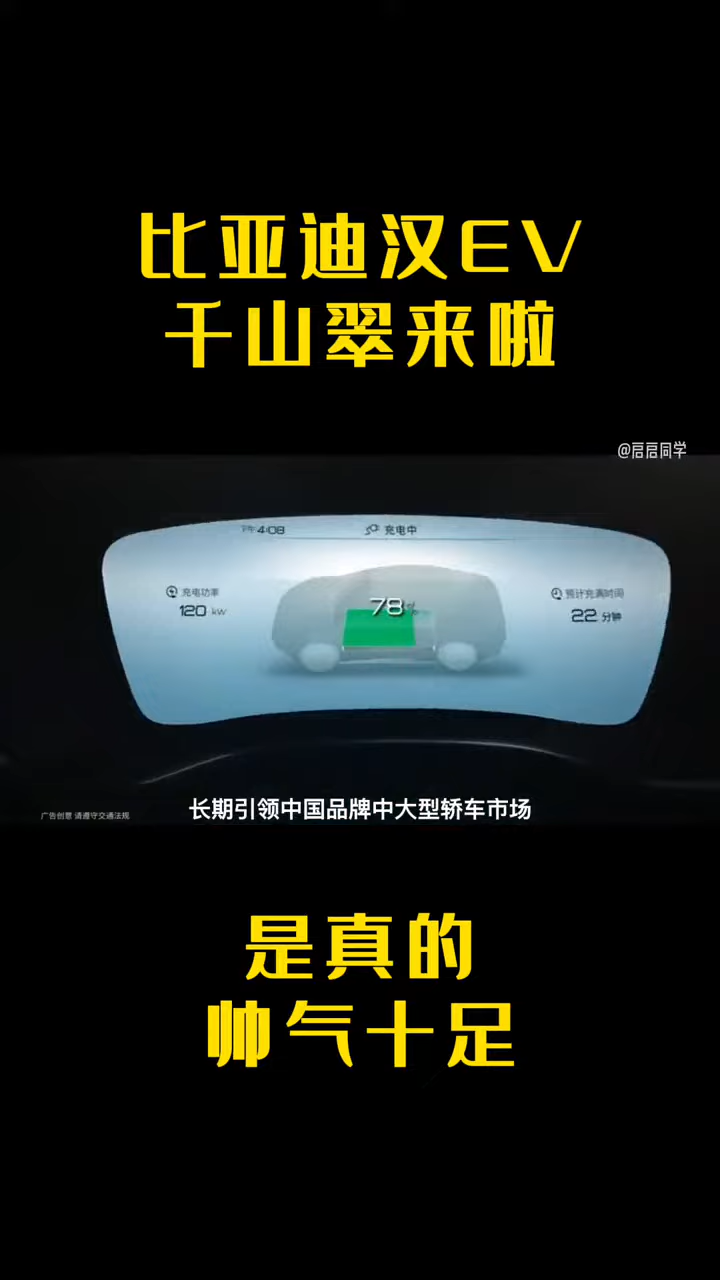 比亚迪汉EV
千山翠来啦
@启启同学
下午4:08
充电中
充电功率
120 kW
78%
预计充满时间
22 分钟
广告创意 请遵守交通法规
长期引领中国品牌中大型轿车市场
是真的
帅气十足